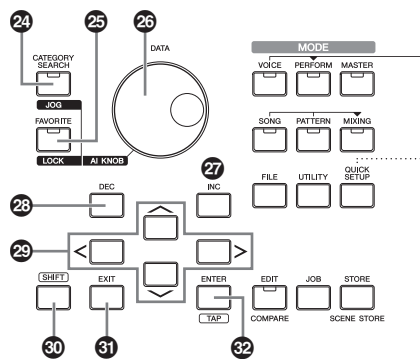 24
25
26
CATEGORY
SEARCH
DATA
MODE
VOICE PERFORM MASTER
JOG
FAVORITE
SONG PATTERN MIXING
LOCK
AI KNOB
27
FILE UTILITY QUICK
SETUP
28
DEC
INC
29
< >
SHIFT
EXIT
ENTER
EDIT
JOB
STORE
30
31
TAP
32
COMPARE
SCENE STORE